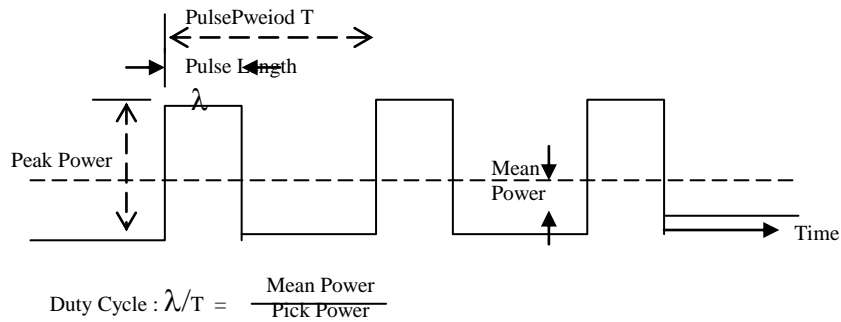 PulsePweiod T
Pulse Length
λ
Peak Power
Mean
Power
Time
Duty Cycle : λ/T = Mean Power
Pick Power